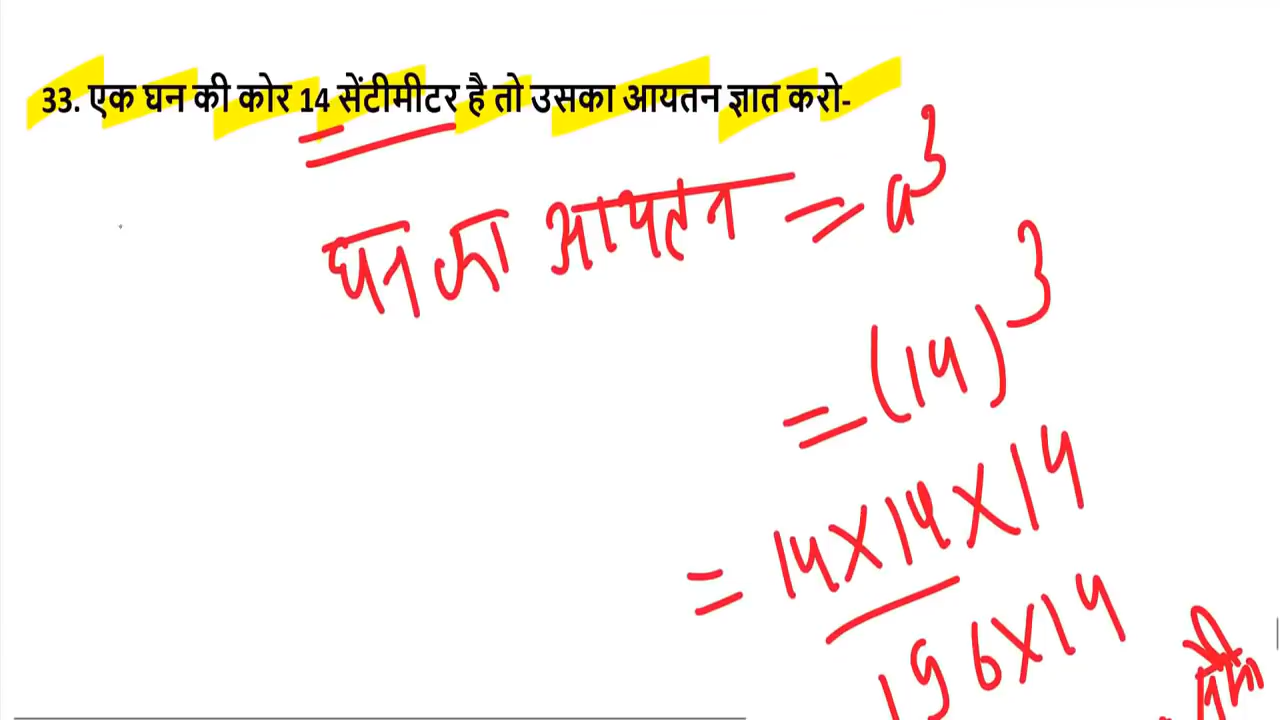 33. एक घन की कोर 14 सेंटीमीटर है तो उसका आयतन ज्ञात करो-
घन का आयतन = a³
= (14)³
= 14×14×14
196×14